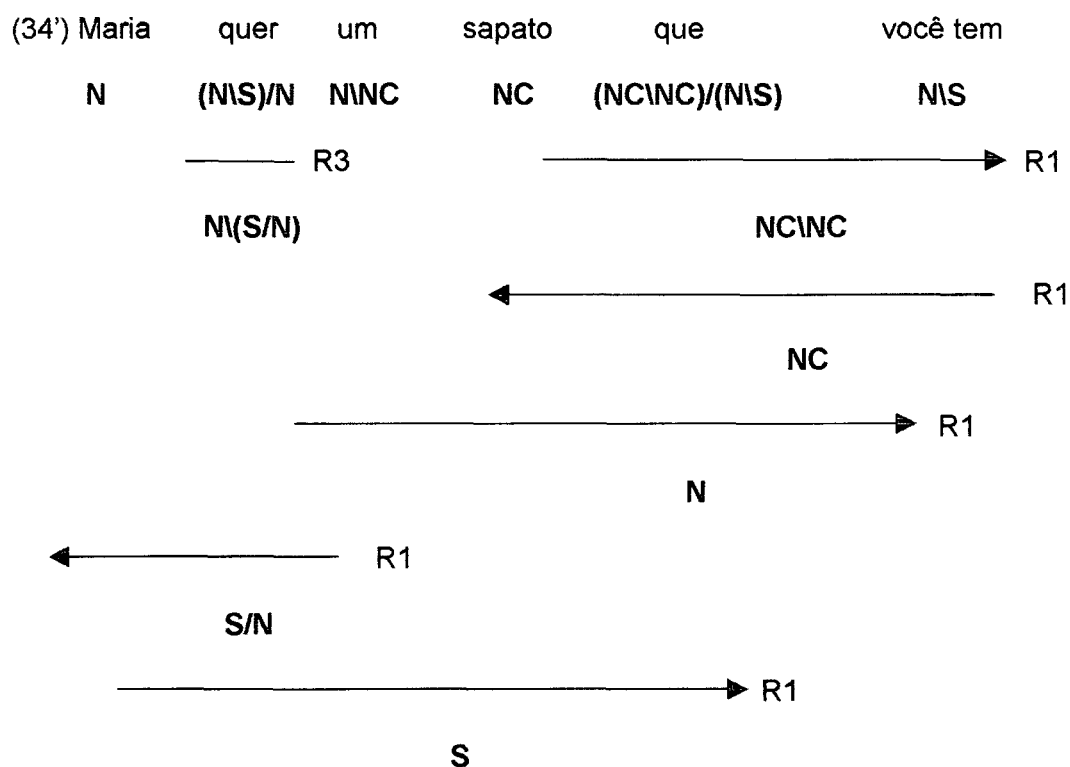 (34') Maria quer um sapato que você tem
N (N\S)/N N\NC NC (NC\NC)/(N\S) N\S
R3 R1
N\(S/N) NC\NC
R1
NC
R1
N
R1
S/N
R1
S